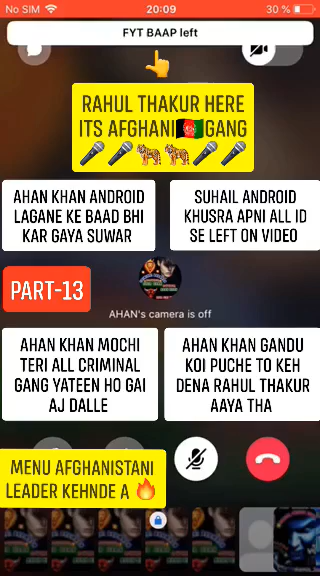 No SIM 20:09 30 %
FYT BAAP left
RAHUL THAKUR HERE
ITS AFGHANI🇦🇫GANG
🎤🎤🐅🐅🎤🎤
AHAN KHAN ANDROID
LAGANE KE BAAD BHI
KAR GAYA SUWAR
SUHAIL ANDROID
KHUSRA APNI ALL ID
SE LEFT ON VIDEO
PART-13
AHAN's camera is off
AHAN KHAN MOCHI
TERI ALL CRIMINAL
GANG YATEEN HO GAI
AJ DALLE
AHAN KHAN GANDU
KOI PUCHE TO KEH
DENA RAHUL THAKUR
AAYA THA
MENU AFGHANISTANI
LEADER KEHNDE A 🔥